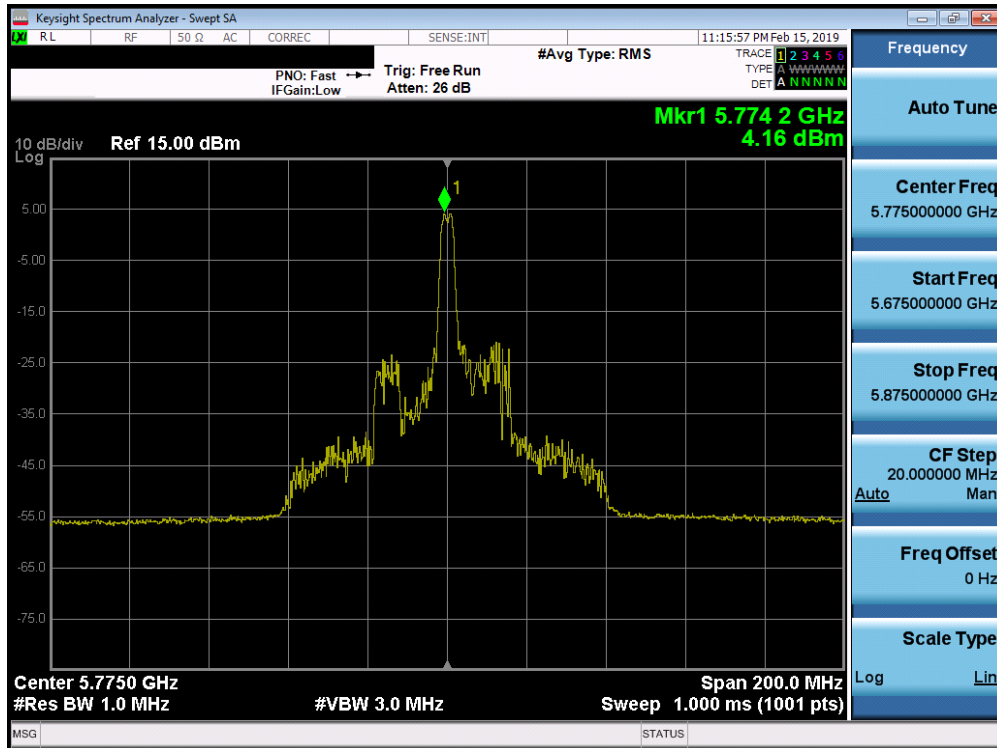 Keysight Spectrum Analyzer - Swept SA
LXI RL RF 50 Ω AC CORREC SENSE:INT 11:15:57 PM Feb 15, 2019
PNO: Fast
IFGain:Low
Trig: Free Run
Atten: 26 dB
#Avg Type: RMS
TRACE 1 2 3 4 5 6
TYPE A WWWWW
DET A N N N N N
Mkr1 5.774 2 GHz
4.16 dBm
10 dB/div Ref 15.00 dBm
Log
1
5.00
-5.00
-15.0
-25.0
-35.0
-45.0
-55.0
-65.0
-75.0
Center 5.7750 GHz Span 200.0 MHz
#Res BW 1.0 MHz #VBW 3.0 MHz Sweep 1.000 ms (1001 pts)
MSG STATUS
Frequency
Auto Tune
Center Freq
5.775000000 GHz
Start Freq
5.675000000 GHz
Stop Freq
5.875000000 GHz
CF Step
20.000000 MHz
Auto Man
Freq Offset
0 Hz
Scale Type
Log Lin